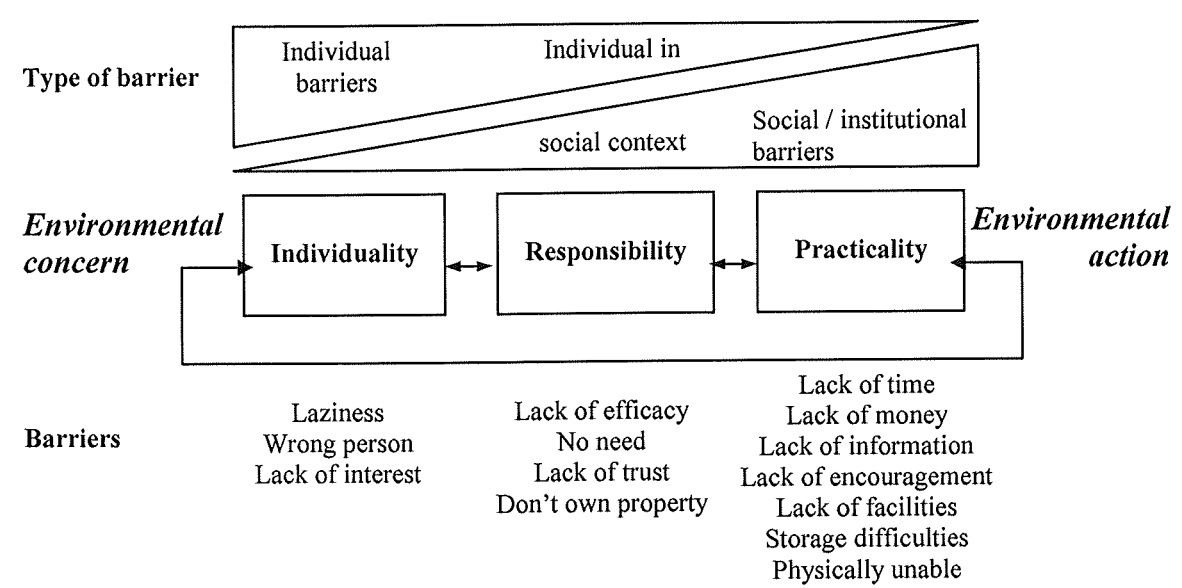 Type of barrier
Individual
barriers
Individual in
social context
Social / institutional
barriers
Environmental
concern
Individuality
Responsibility
Practicality
Environmental
action
Barriers
Laziness
Wrong person
Lack of interest
Lack of efficacy
No need
Lack of trust
Don’t own property
Lack of time
Lack of money
Lack of information
Lack of encouragement
Lack of facilities
Storage difficulties
Physically unable